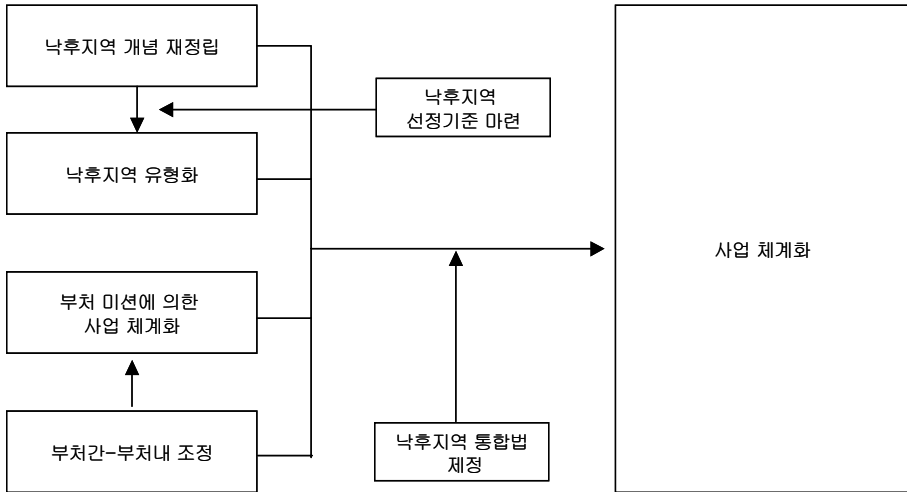 낙후지역 개념 재정립
낙후지역
선정기준 마련
낙후지역 유형화
사업 체계화
부처 미션에 의한
사업 체계화
부처간-부처내 조정
낙후지역 통합법
제정